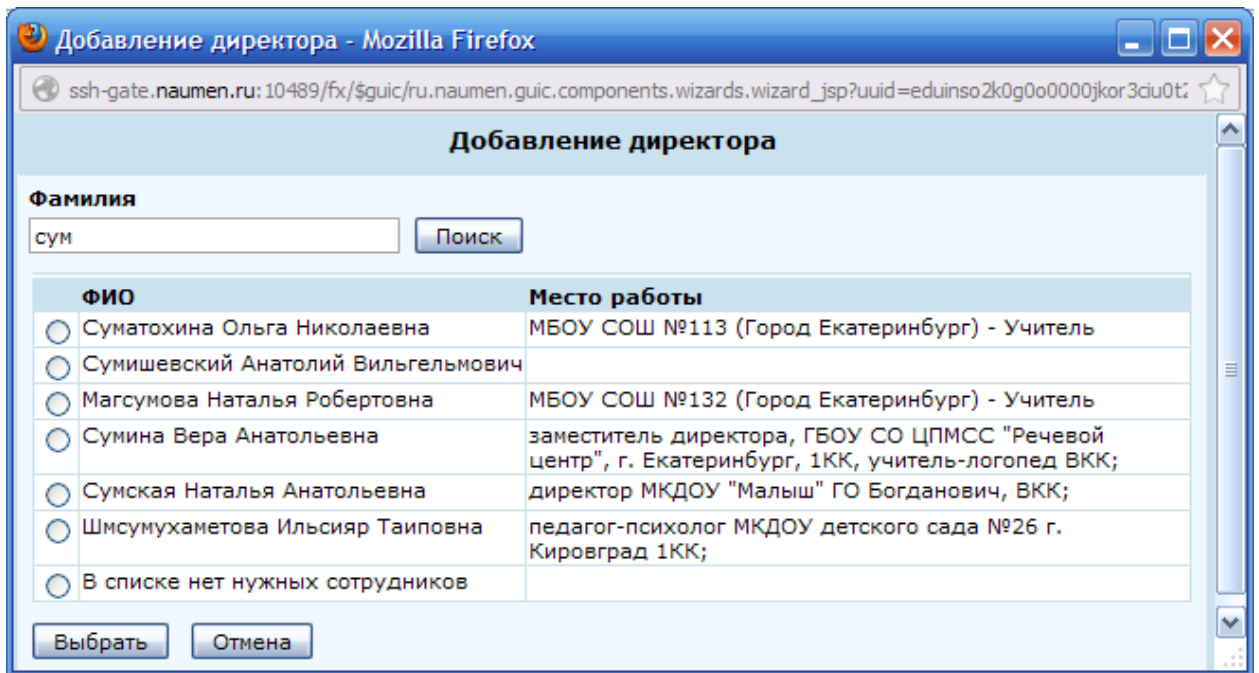 Добавление директора - Mozilla Firefox
ssh-gate.naumen.ru:10489/fx/$guic/ru.naumen.guic.components.wizards.wizard_jsp?uuid=eduinso2k0g0o0000jkor3ciu0t2
Добавление директора
Фамилия
сум
Поиск
ФИО Место работы
Суматохина Ольга Николаевна МБОУ СОШ №113 (Город Екатеринбург) - Учитель
Сумишевский Анатолий Вильгельмович
Магсумова Наталья Робертовна МБОУ СОШ №132 (Город Екатеринбург) - Учитель
Сумина Вера Анатольевна заместитель директора, ГБОУ СО ЦПМСС "Речевой
центр", г. Екатеринбург, 1КК, учитель-логопед ВКК;
Сумская Наталья Анатольевна директор МКДОУ "Малыш" ГО Богданович, ВКК;
Шмсумухаметова Ильсияр Таиповна педагог-психолог МКДОУ детского сада №26 г.
Кировград 1КК;
В списке нет нужных сотрудников
Выбрать Отмена